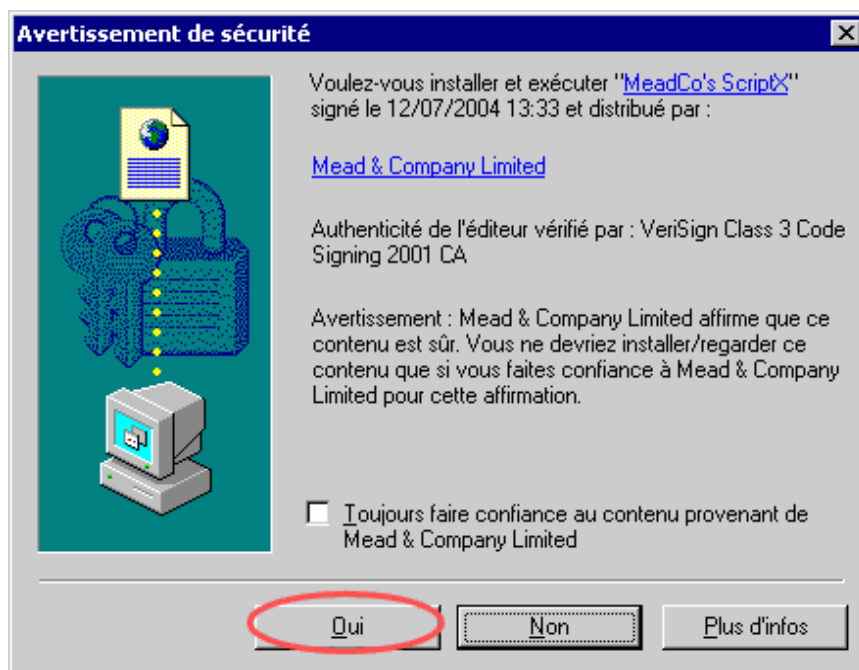 Avertissement de sécurité
Voulez-vous installer et exécuter "MeadCo's ScriptX"
signé le 12/07/2004 13:33 et distribué par :
Mead & Company Limited
Authenticité de l'éditeur vérifié par : VeriSign Class 3 Code
Signing 2001 CA
Avertissement : Mead & Company Limited affirme que ce
contenu est sûr. Vous ne devriez installer/regarder ce
contenu que si vous faites confiance à Mead & Company
Limited pour cette affirmation.
Toujours faire confiance au contenu provenant de
Mead & Company Limited
Oui
Non
Plus d'infos